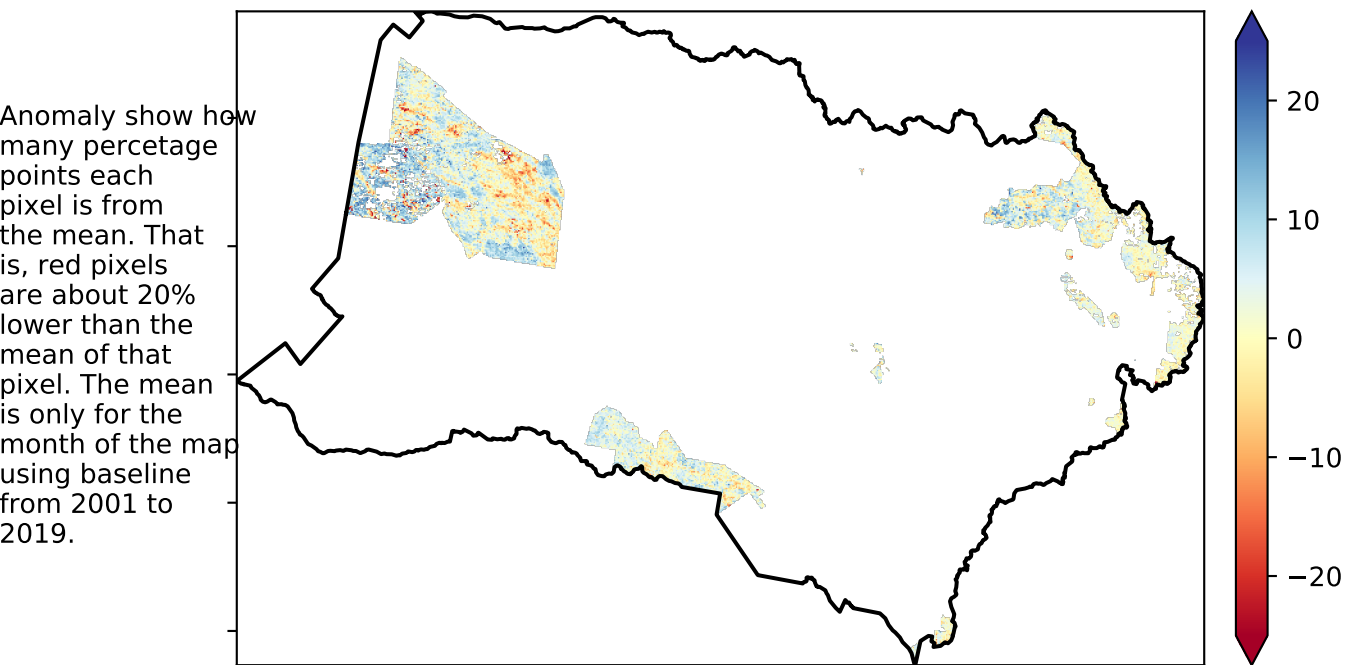 Anomaly show how
many percetage
points each
pixel is from
the mean. That
is, red pixels
are about 20%
lower than the
mean of that
pixel. The mean
is only for the
month of the map
using baseline
from 2001 to
2019.
20
10
0
−10
−20